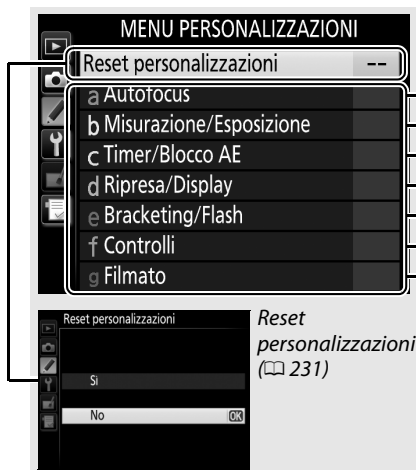 MENU PERSONALIZZAZIONI
Reset personalizzazioni --
a Autofocus
b Misurazione/Esposizione
c Timer/Blocco AE
d Ripresa/Display
e Bracketing/Flash
f Controlli
g Filmato
Reset personalizzazioni
Si
No OK
Reset
personalizzazioni
(🕮 231)